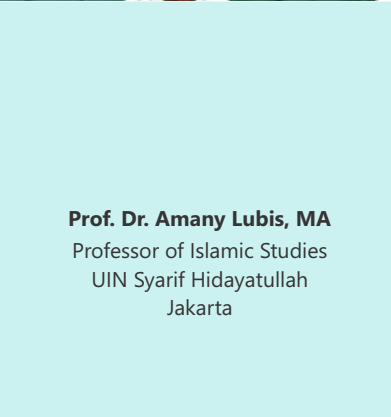 Prof. Dr. Amany Lubis, MA
Professor of Islamic Studies
UIN Syarif Hidayatullah
Jakarta